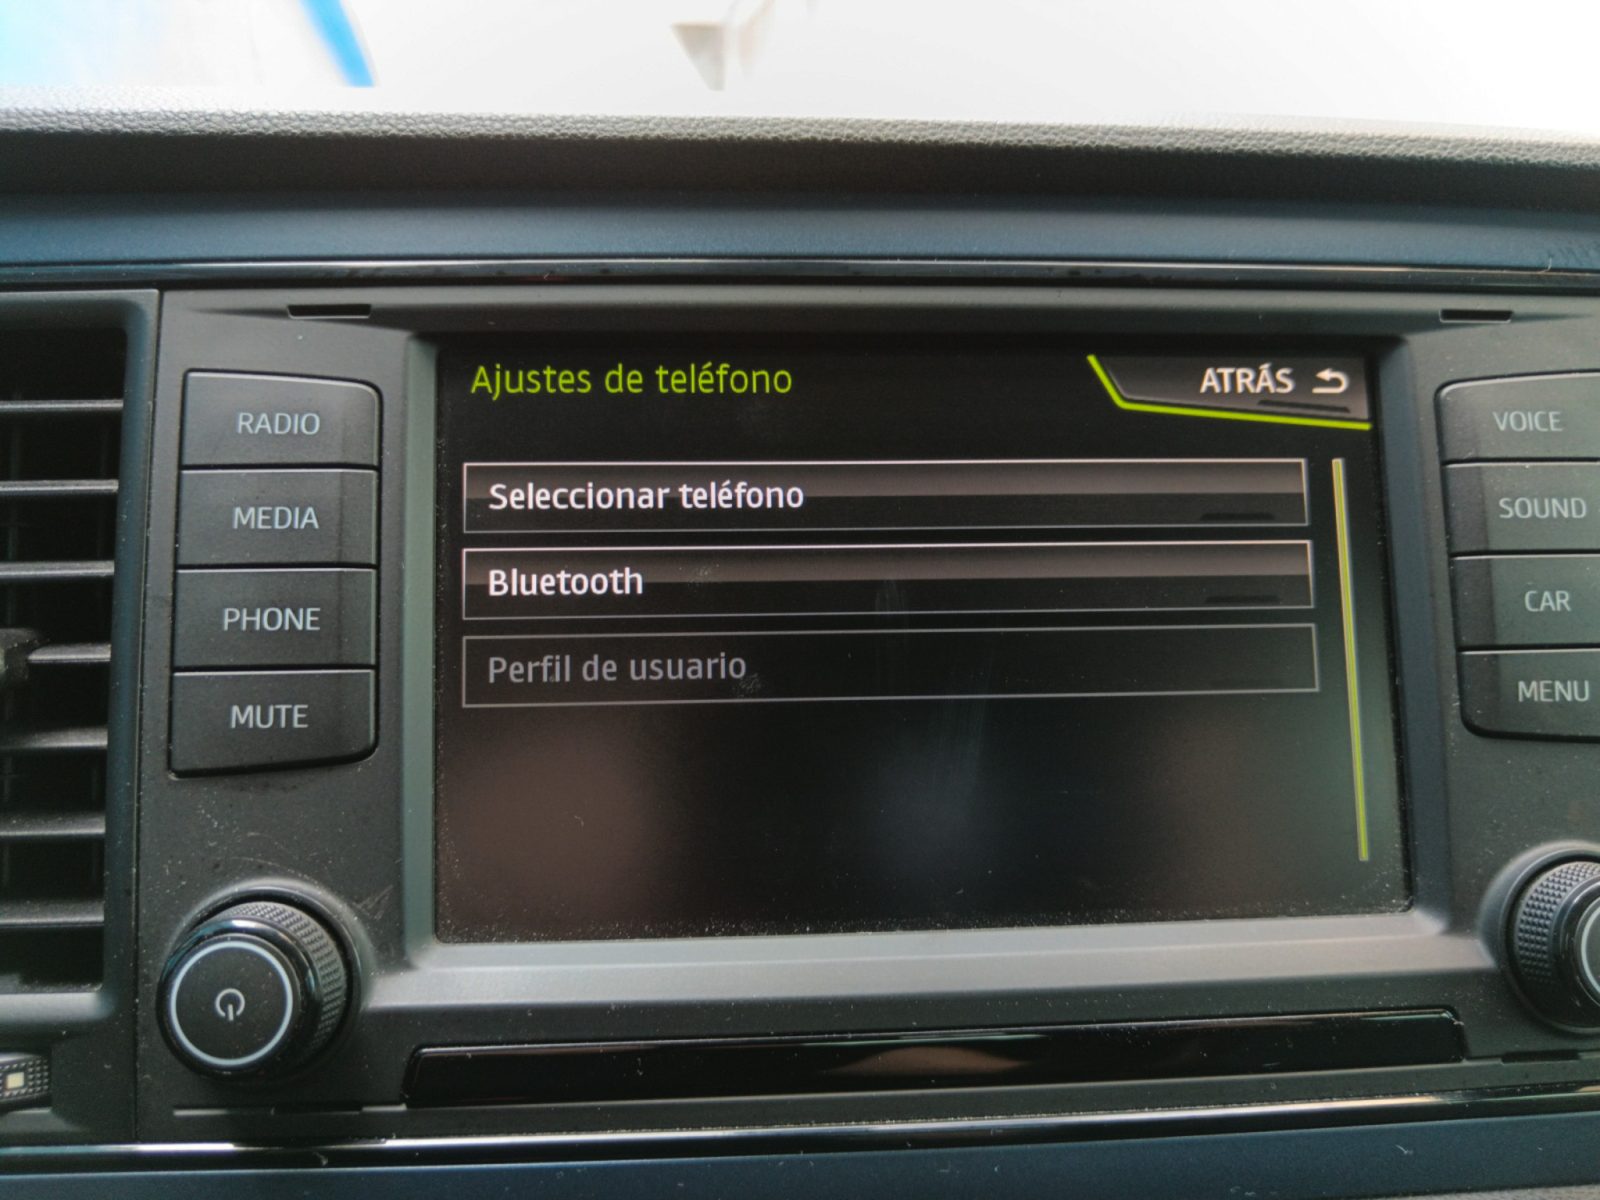 Ajustes de teléfono
ATRÁS
RADIO
MEDIA
PHONE
MUTE
Seleccionar teléfono
Bluetooth
Perfil de usuario
VOICE
SOUND
CAR
MENU